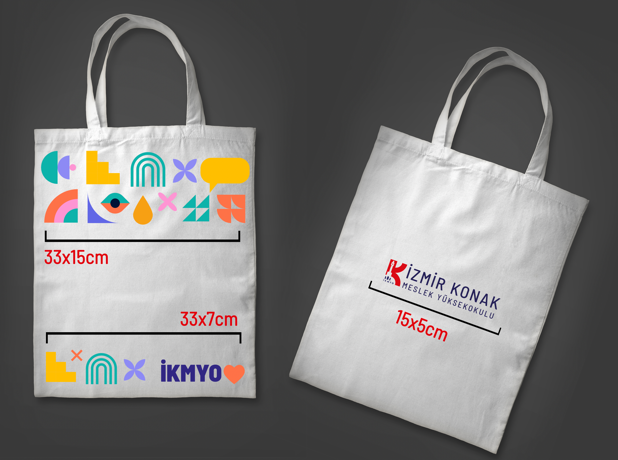 33x15cm
33x7cm
İKMYO
İZMİR KONAK
MESLEK YÜKSEKOKULU
15x5cm